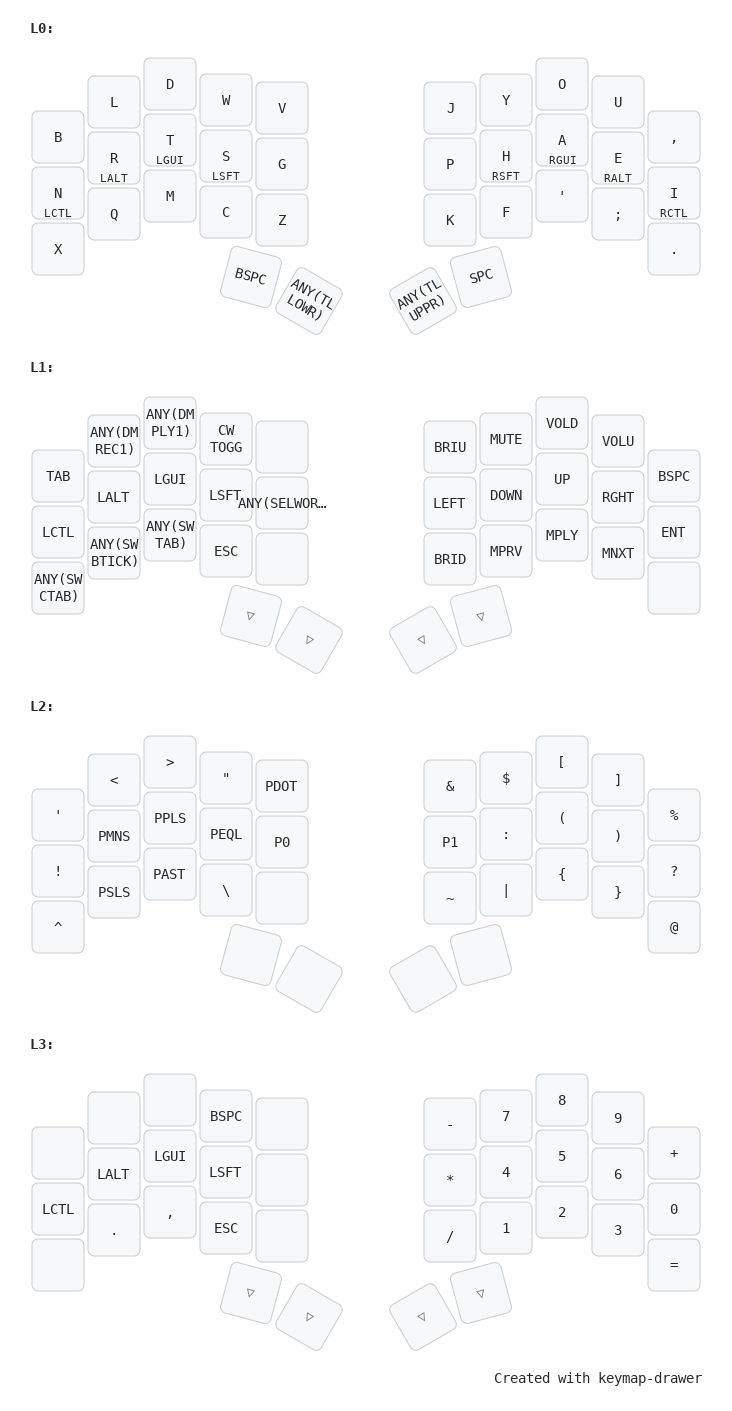 L0:
B L D W V J Y O U ,
N LCTL R LALT T LGUI S LSFT G P H RSFT A RGUI E RALT I RCTL
X Q M C Z K F ' ; .
BSPC ANY(TL LOWR) ANY(TL UPPR) SPC
L1:
TAB ANY(DM REC1) ANY(DM PLY1) CW TOGG BRIU MUTE VOLD VOLU BSPC
LCTL LALT LGUI LSFT ANY(SELWOR… LEFT DOWN UP RGHT ENT
ANY(SW CTAB) ANY(SW BTICK) ANY(SW TAB) ESC BRID MPRV MPLY MNXT
▽ ▷ ◁ ▽
L2:
' < > " PDOT & $ [ ] %
! PMNS PPLS PEQL P0 P1 : ( ) ?
^ PSLS PAST \ ~ | { } @
L3:
BSPC - 7 8 9 +
LCTL LALT LGUI LSFT * 4 5 6 0
. , ESC / 1 2 3 =
▽ ▷ ◁ ▽
Created with keymap-drawer